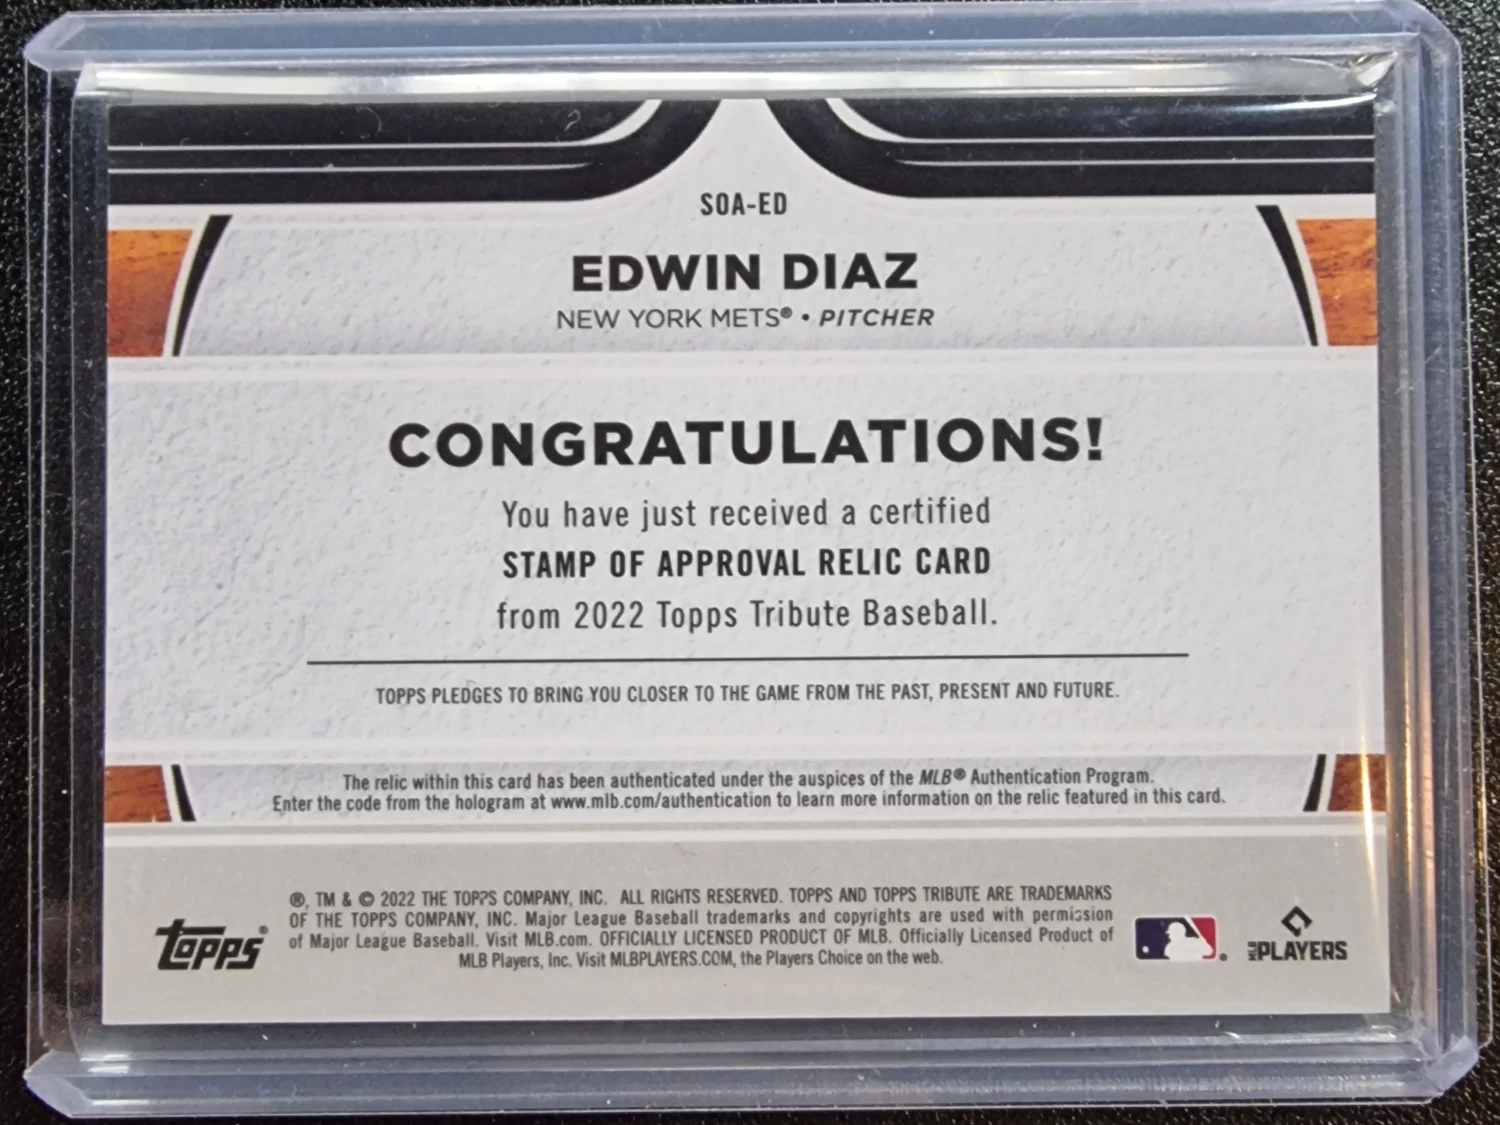 SOA-ED
EDWIN DIAZ
NEW YORK METS® • PITCHER
CONGRATULATIONS!
You have just received a certified
STAMP OF APPROVAL RELIC CARD
from 2022 Topps Tribute Baseball.
TOPPS PLEDGES TO BRING YOU CLOSER TO THE GAME FROM THE PAST, PRESENT AND FUTURE.
The relic within this card has been authenticated under the auspices of the MLB® Authentication Program.
Enter the code from the hologram at www.mlb.com/authentication to learn more information on the relic featured in this card.
®, TM & © 2022 THE TOPPS COMPANY, INC. ALL RIGHTS RESERVED. TOPPS AND TOPPS TRIBUTE ARE TRADEMARKS
OF THE TOPPS COMPANY, INC. Major League Baseball trademarks and copyrights are used with permission
of Major League Baseball. Visit MLB.com. OFFICIALLY LICENSED PRODUCT OF MLB. Officially Licensed Product of
MLB Players, Inc. Visit MLBPLAYERS.COM, the Players Choice on the web.
topps®
MLB PLAYERS